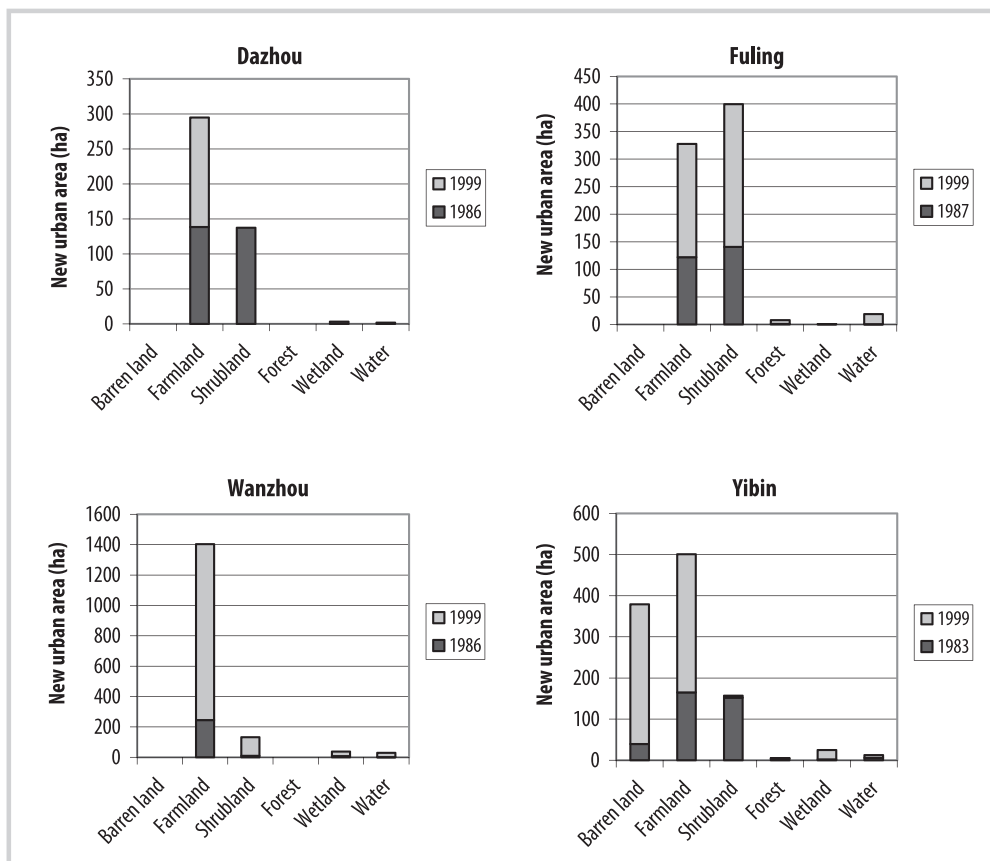 Dazhou
New urban area (ha)
350
300
250
200
150
100
50
0
Barren land
Farmland
Shrubland
Forest
Wetland
Water
1999
1986
Fuling
New urban area (ha)
450
400
350
300
250
200
150
100
50
0
Barren land
Farmland
Shrubland
Forest
Wetland
Water
1999
1987
Wanzhou
New urban area (ha)
1600
1400
1200
1000
800
600
400
200
0
Barren land
Farmland
Shrubland
Forest
Wetland
Water
1999
1986
Yibin
New urban area (ha)
600
500
400
300
200
100
0
Barren land
Farmland
Shrubland
Forest
Wetland
Water
1999
1983